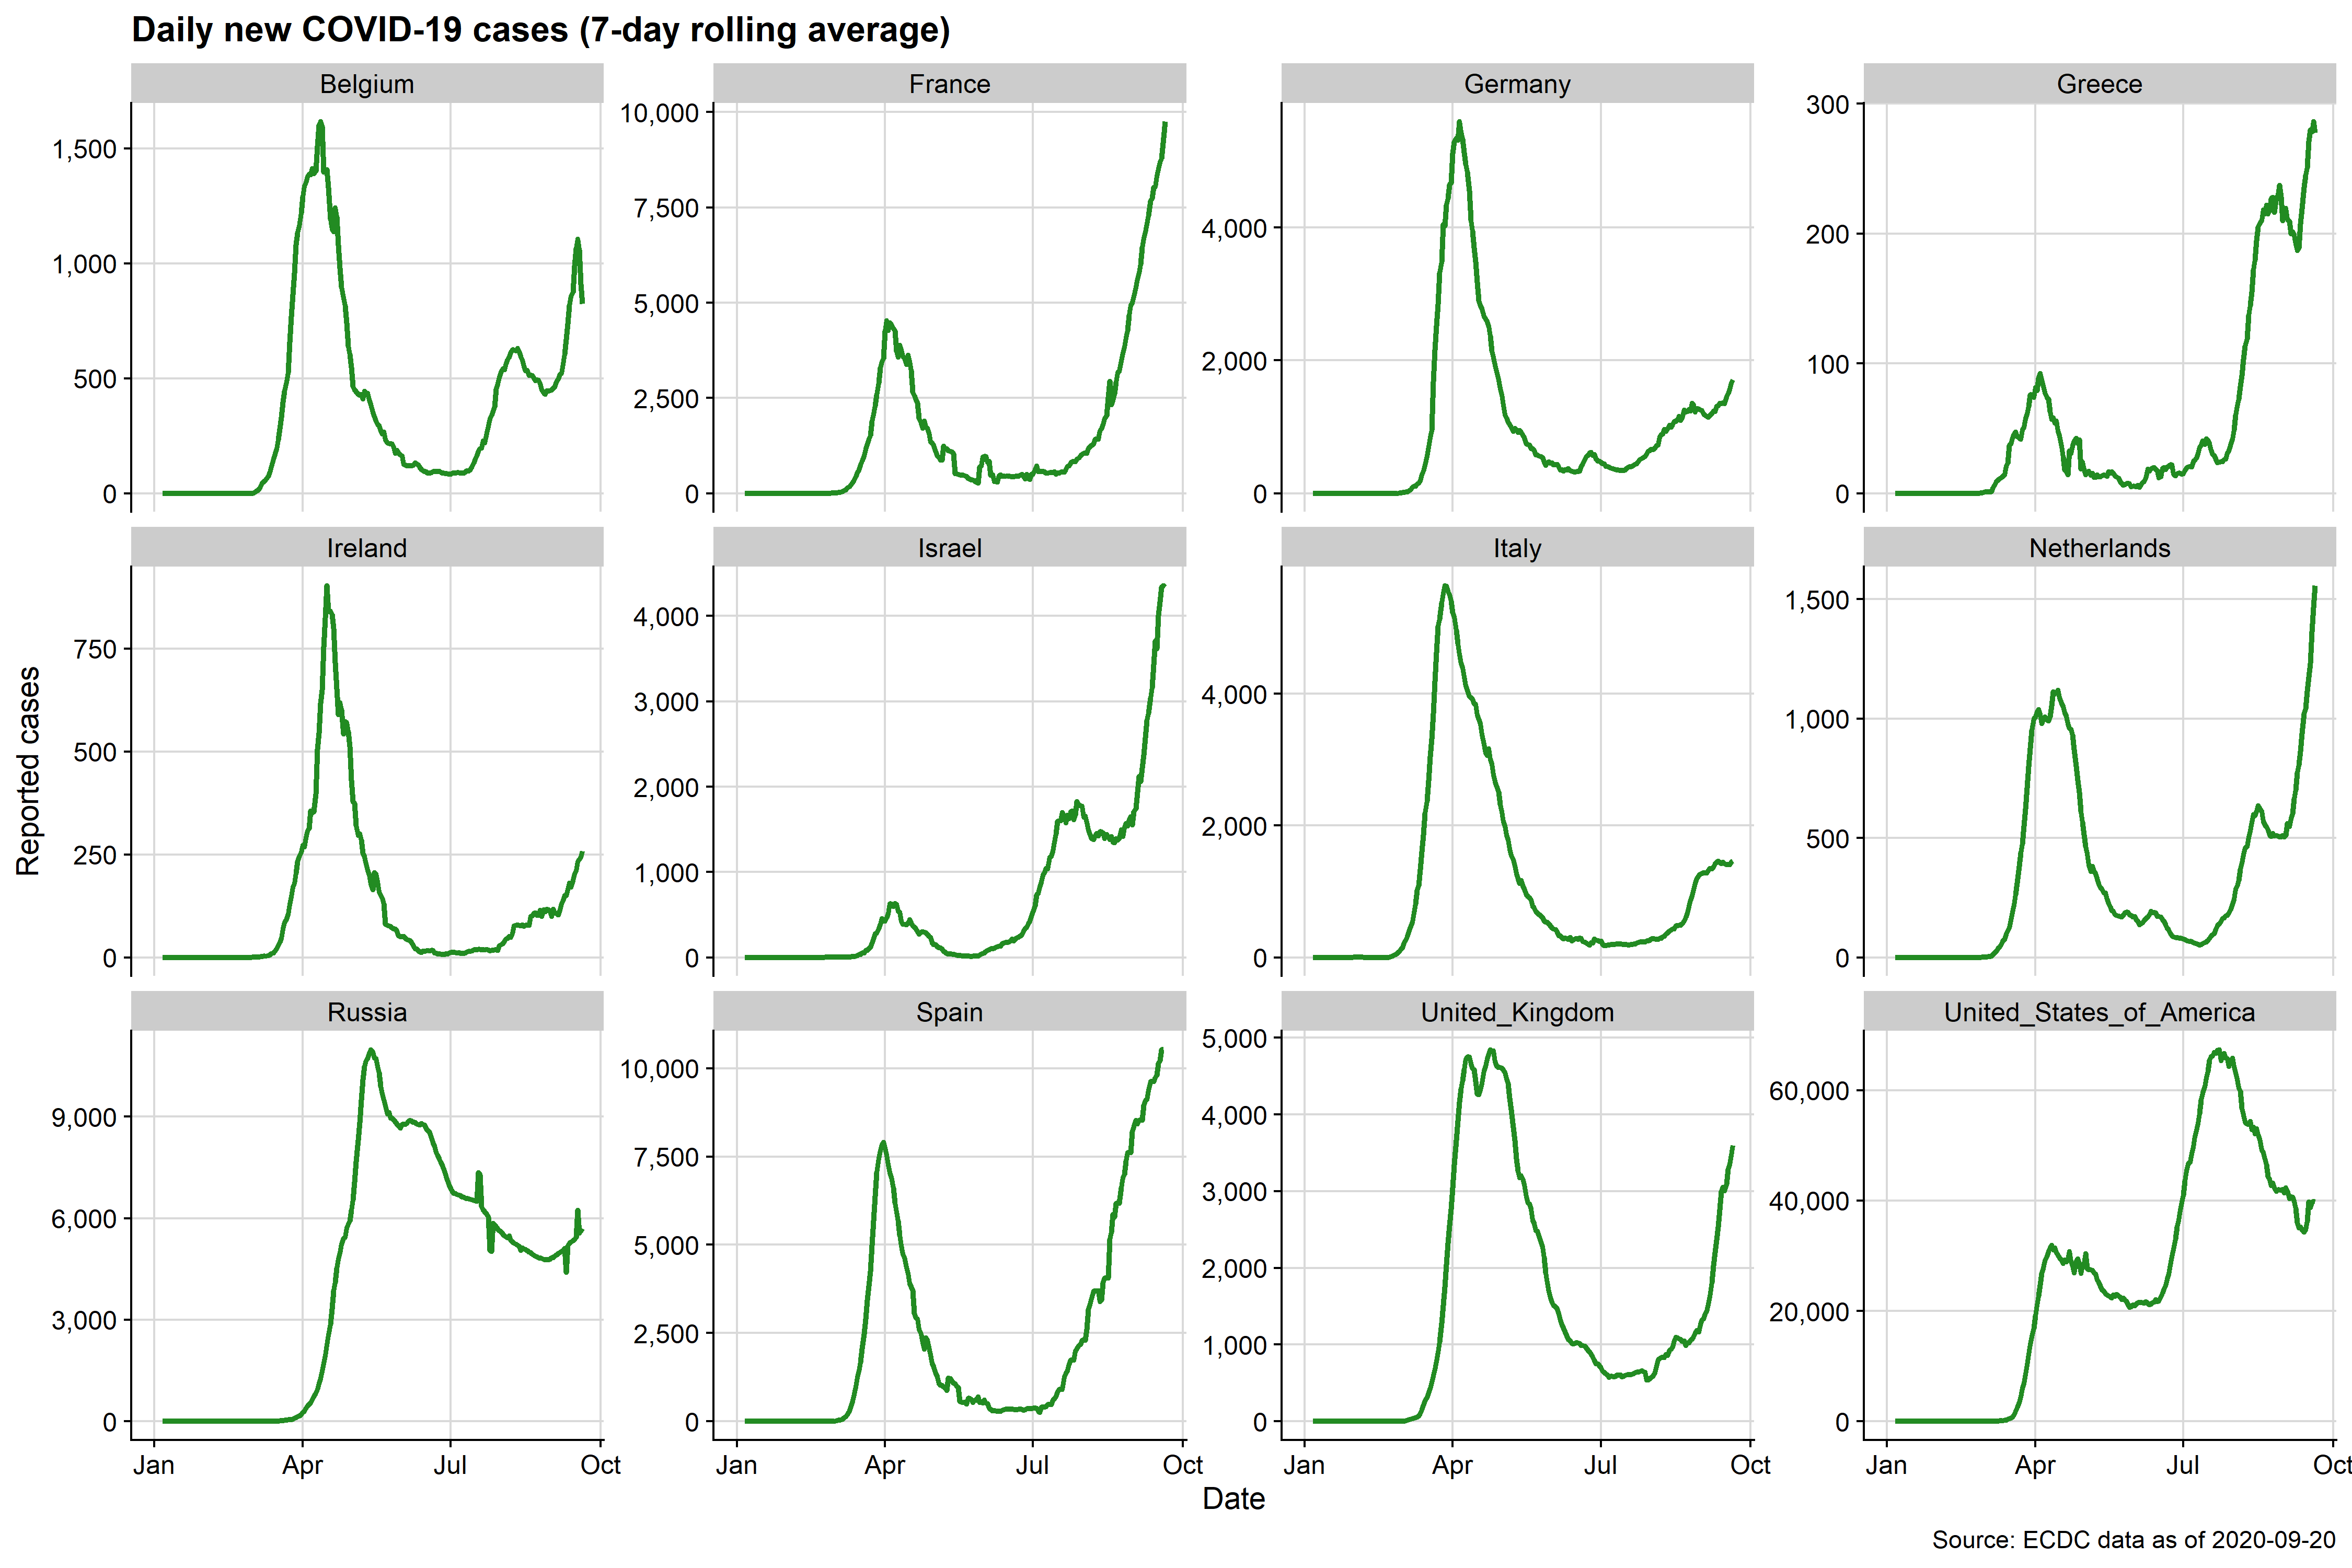 Daily new COVID-19 cases (7-day rolling average)
Belgium
France
Germany
Greece
1,500
1,000
500
0
10,000
7,500
5,000
2,500
0
4,000
2,000
0
300
200
100
0
Ireland
Israel
Italy
Netherlands
750
500
250
0
4,000
3,000
2,000
1,000
0
4,000
2,000
0
1,500
1,000
500
0
Russia
Spain
United_Kingdom
United_States_of_America
9,000
6,000
3,000
0
10,000
7,500
5,000
2,500
0
5,000
4,000
3,000
2,000
1,000
0
60,000
40,000
20,000
0
Jan Apr Jul Oct
Jan Apr Jul Oct
Jan Apr Jul Oct
Jan Apr Jul Oct
Reported cases
Date
Source: ECDC data as of 2020-09-20